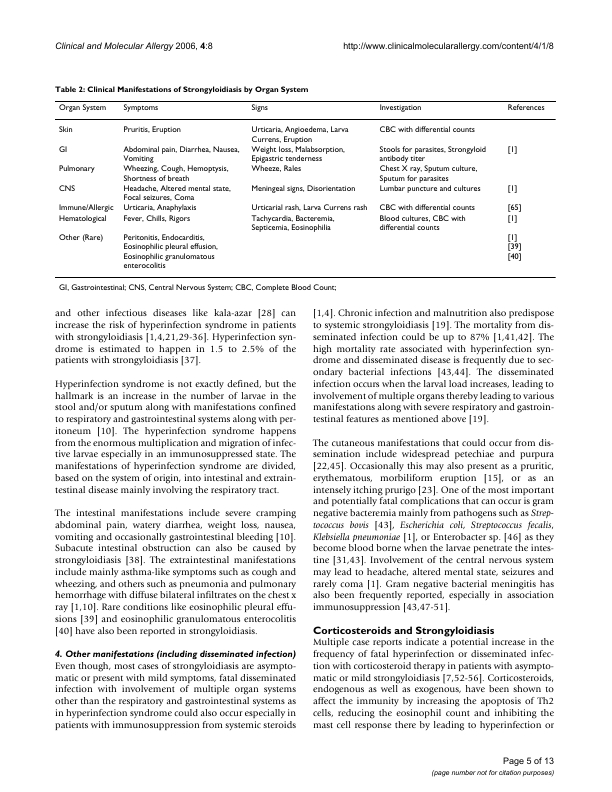 Clinical and Molecular Allergy 2006, 4:8
http://www.clinicalmolecularallergy.com/content/4/1/8
Table 2: Clinical Manifestations of Strongyloidiasis by Organ System
Organ System Symptoms Signs Investigation References
Skin Pruritis, Eruption Urticaria, Angioedema, Larva CBC with differential counts
Currens, Eruption
GI Abdominal pain, Diarrhea, Nausea, Weight loss, Malabsorption, Stools for parasites, Strongyloid [1]
Vomiting Epigastric tenderness antibody titer
Pulmonary Wheezing, Cough, Hemoptysis, Wheeze, Rales Chest X ray, Sputum culture,
Shortness of breath Sputum for parasites
CNS Headache, Altered mental state, Meningeal signs, Disorientation Lumbar puncture and cultures [1]
Focal seizures, Coma
Immune/Allergic Urticaria, Anaphylaxis Urticarial rash, Larva Currens rash CBC with differential counts [65]
Hematological Fever, Chills, Rigors Tachycardia, Bacteremia, Blood cultures, CBC with [1]
Septicemia, Eosinophilia differential counts
Other (Rare) Peritonitis, Endocarditis, [1]
Eosinophilic pleural effusion, [39]
Eosinophilic granulomatous [40]
enterocolitis
GI, Gastrointestinal; CNS, Central Nervous System; CBC, Complete Blood Count;
and other infectious diseases like kala-azar [28] can
increase the risk of hyperinfection syndrome in patients
with strongyloidiasis [1,4,21,29-36]. Hyperinfection syn-
drome is estimated to happen in 1.5 to 2.5% of the
patients with strongyloidiasis [37].
Hyperinfection syndrome is not exactly defined, but the
hallmark is an increase in the number of larvae in the
stool and/or sputum along with manifestations confined
to respiratory and gastrointestinal systems along with per-
itoneum [10]. The hyperinfection syndrome happens
from the enormous multiplication and migration of infec-
tive larvae especially in an immunosuppressed state. The
manifestations of hyperinfection syndrome are divided,
based on the system of origin, into intestinal and extrain-
testinal disease mainly involving the respiratory tract.
The intestinal manifestations include severe cramping
abdominal pain, watery diarrhea, weight loss, nausea,
vomiting and occasionally gastrointestinal bleeding [10].
Subacute intestinal obstruction can also be caused by
strongyloidiasis [38]. The extraintestinal manifestations
include mainly asthma-like symptoms such as cough and
wheezing, and others such as pneumonia and pulmonary
hemorrhage with diffuse bilateral infiltrates on the chest x
ray [1,10]. Rare conditions like eosinophilic pleural effu-
sions [39] and eosinophilic granulomatous enterocolitis
[40] have also been reported in strongyloidiasis.
4. Other manifestations (including disseminated infection)
Even though, most cases of strongyloidiasis are asympto-
matic or present with mild symptoms, fatal disseminated
infection with involvement of multiple organ systems
other than the respiratory and gastrointestinal systems as
in hyperinfection syndrome could also occur especially in
patients with immunosuppression from systemic steroids
[1,4]. Chronic infection and malnutrition also predispose
to systemic strongyloidiasis [19]. The mortality from dis-
seminated infection could be up to 87% [1,41,42]. The
high mortality rate associated with hyperinfection syn-
drome and disseminated disease is frequently due to sec-
ondary bacterial infections [43,44]. The disseminated
infection occurs when the larval load increases, leading to
involvement of multiple organs thereby leading to various
manifestations along with severe respiratory and gastroin-
testinal features as mentioned above [19].
The cutaneous manifestations that could occur from dis-
semination include widespread petechiae and purpura
[22,45]. Occasionally this may also present as a pruritic,
erythematous, morbiliform eruption [15], or as an
intensely itching prurigo [23]. One of the most important
and potentially fatal complications that can occur is gram
negative bacteremia mainly from pathogens such as Strep-
tococcus bovis [43], Escherichia coli, Streptococcus fecalis,
Klebsiella pneumoniae [1], or Enterobacter sp. [46] as they
become blood borne when the larvae penetrate the intes-
tine [31,43]. Involvement of the central nervous system
may lead to headache, altered mental state, seizures and
rarely coma [1]. Gram negative bacterial meningitis has
also been frequently reported, especially in association
immunosuppression [43,47-51].
Corticosteroids and Strongyloidiasis
Multiple case reports indicate a potential increase in the
frequency of fatal hyperinfection or disseminated infec-
tion with corticosteroid therapy in patients with asympto-
matic or mild strongyloidiasis [7,52-56]. Corticosteroids,
endogenous as well as exogenous, have been shown to
affect the immunity by increasing the apoptosis of Th2
cells, reducing the eosinophil count and inhibiting the
mast cell response there by leading to hyperinfection or
Page 5 of 13
(page number not for citation purposes)